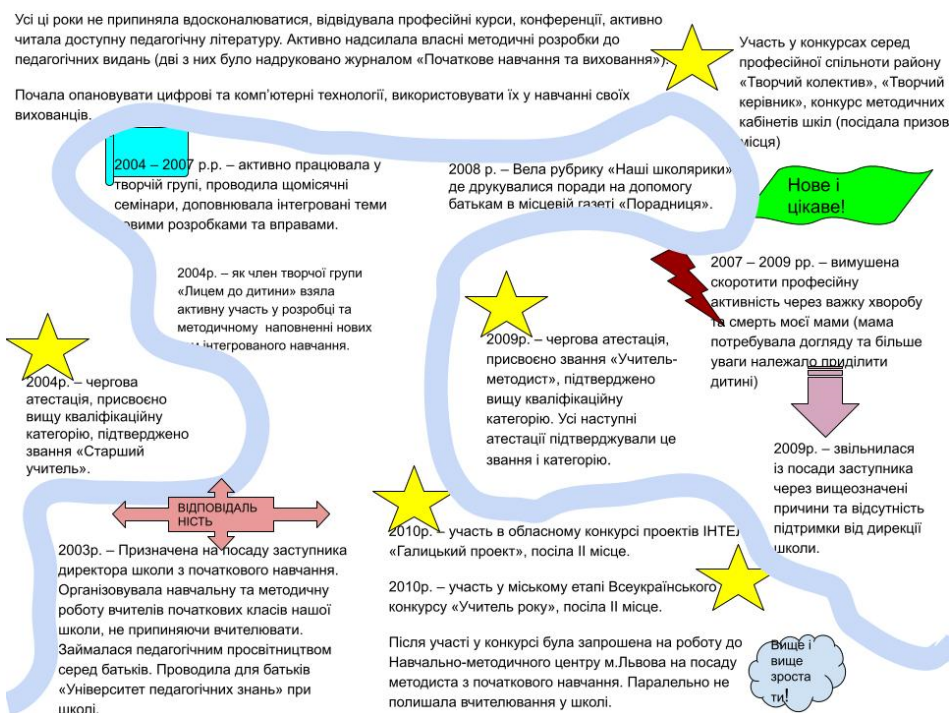 Усі ці роки не припиняла вдосконалюватися, відвідувала професійні курси, конференції, активно
читала доступну педагогічну літературу. Активно надсилала власні методичні розробки до
педагогічних видань (дві з них було надруковано журналом «Початкове навчання та виховання»).
Почала опановувати цифрові та комп’ютерні технології, використовувати їх у навчанні своїх
вихованців.
Участь у конкурсах серед
професійної спільноти району
«Творчий колектив», «Творчий
керівник», конкурс методичних
кабінетів шкіл (посідала призов
місця)
2004 – 2007 р.р. – активно працювала у
творчій групі, проводила щомісячні
семінари, доповнювала інтегровані теми
новими розробками та вправами.
2008 р. – Вела рубрику «Наші школярики»
де друкувалися поради на допомогу
батькам в місцевій газеті «Порадниця».
Нове і
цікаве!
2004р. – як член творчої групи
«Лицем до дитини» взяла
активну участь у розробці та
методичному наповненні нових
інтегрованого навчання.
2007 – 2009 рр. – вимушена
скоротити професійну
активність через важку хворобу
та смерть моєї мами (мама
потребувала догляду та більше
уваги належало приділити
дитині)
2004р. – чергова
атестація, присвоєно
вищу кваліфікаційну
категорію, підтверджено
звання «Старший
учитель».
2009р. – чергова атестація,
присвоєно звання «Учитель-
методист», підтверджено
вищу кваліфікаційну
категорію. Усі наступні
атестації підтверджували це
звання і категорію.
2009р. – звільнилася
із посади заступника
через вищеозначені
причини та відсутність
підтримки від дирекції
школи.
ВІДПОВІДАЛЬ
НІСТЬ
2003р. – Призначена на посаду заступника
директора школи з початкового навчання.
Організовувала навчальну та методичну
роботу вчителів початкових класів нашої
школи, не припиняючи вчителювати.
Займалася педагогічним просвітництвом
серед батьків. Проводила для батьків
«Університет педагогічних знань» при
школі.
2010р. – участь в обласному конкурсі проектів ІНТЕЛ
«Галицький проект», посіла ІІ місце.
2010р. – участь у міському етапі Всеукраїнського
конкурсу «Учитель року», посіла ІІ місце.
Після участі у конкурсі була запрошена на роботу до
Навчально-методичного центру м.Львова на посаду
методиста з початкового навчання. Паралельно не
полишала вчителювання у школі.
Вище і
вище
зроста
ти!